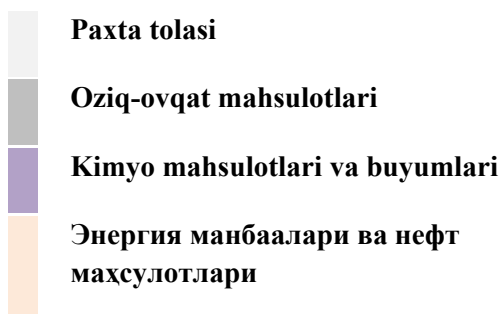 Paxta tolasi
Oziq-ovqat mahsulotlari
Kimyo mahsulotlari va buyumlari
Энергия манбаалари ва нефт
маҳсулотлари